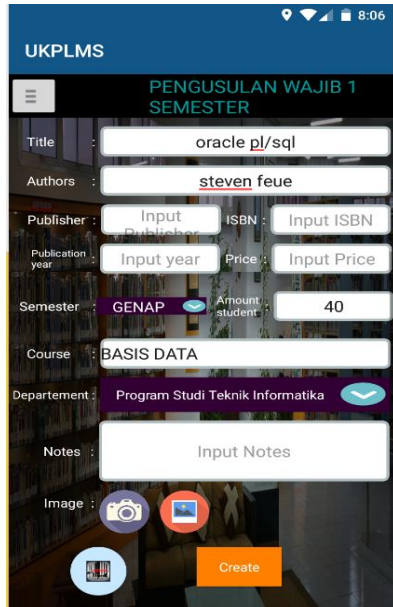 8:06
UKPLMS
PENGUSULAN WAJIB 1
SEMESTER
Title : oracle pl/sql
Authors : steven feue
Publisher : Input Publisher ISBN : Input ISBN
Publication year : Input year Price : Input Price
Semester : GENAP Amount student : 40
Course : BASIS DATA
Departement : Program Studi Teknik Informatika
Notes : Input Notes
Image :
Create